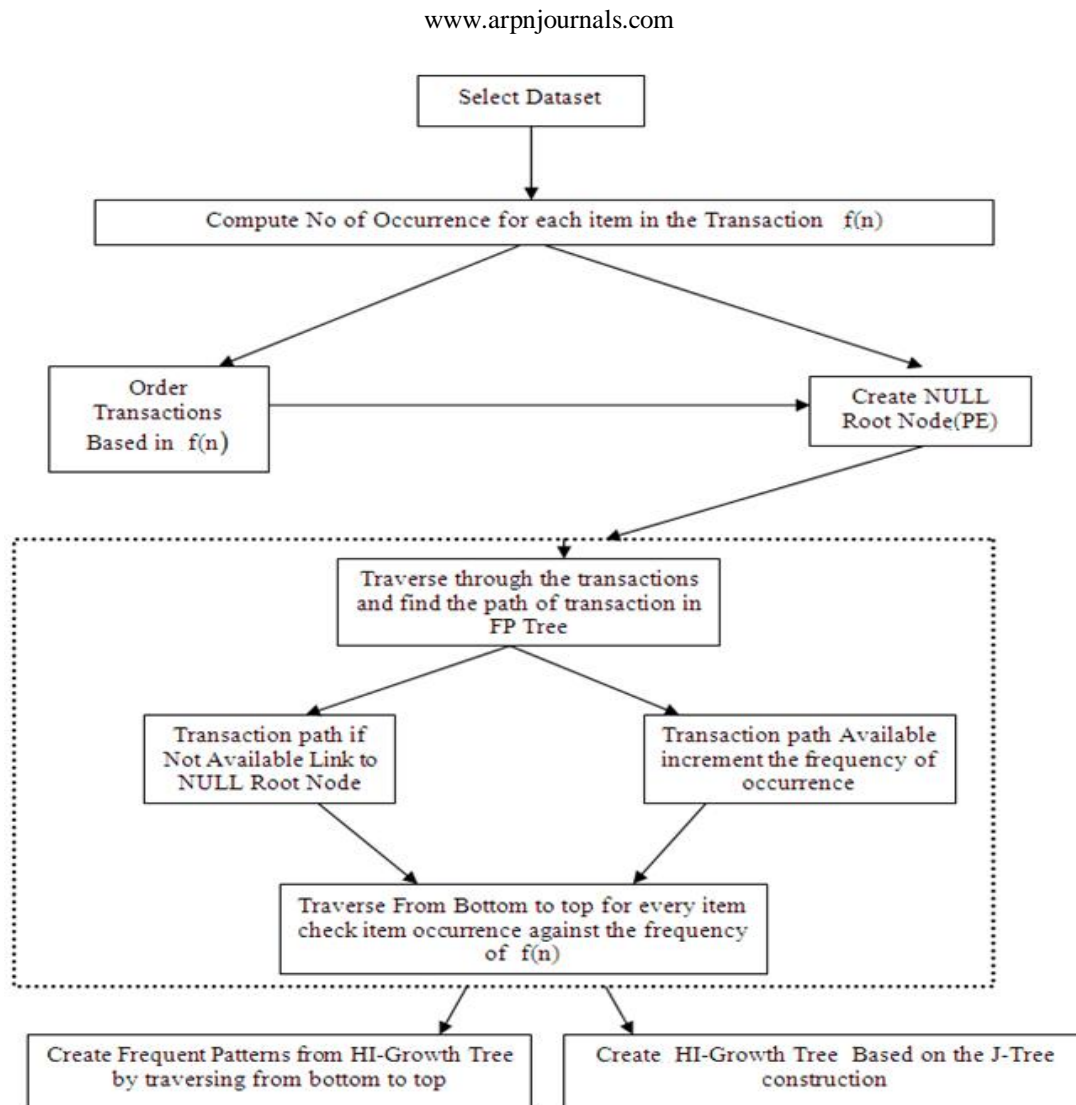 www.arpnjournals.com
Select Dataset
Compute No of Occurrence for each item in the Transaction f(n)
Order
Transactions
Based in f(n)
Create NULL
Root Node(PE)
Traverse through the transactions
and find the path of transaction in
FP Tree
Transaction path if
Not Available Link to
NULL Root Node
Transaction path Available
increment the frequency of
occurrence
Traverse From Bottom to top for every item
check item occurrence against the frequency
of f(n)
Create Frequent Patterns from HI-Growth Tree
by traversing from bottom to top
Create HI-Growth Tree Based on the J-Tree
construction